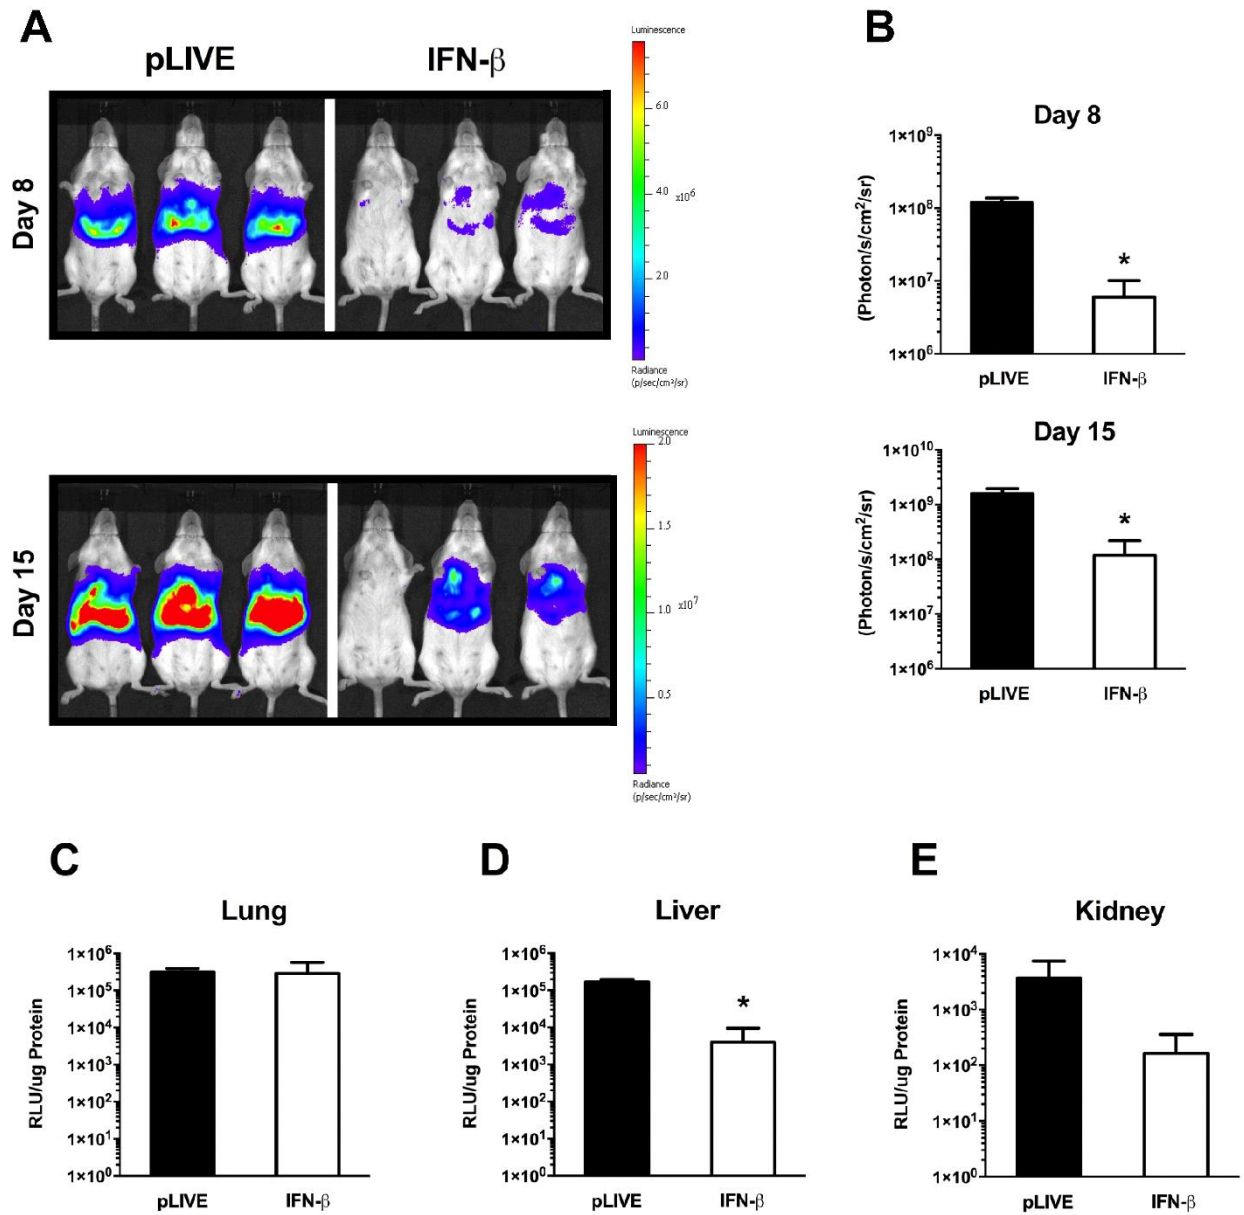 A
pLIVE
IFN-β
Luminescence
6.0
4.0
x10⁶
2.0
Radiance
(p/sec/cm²/sr)
Day 8
B
Day 8
(Photon/s/cm²/sr)
1×10⁹
1×10⁸
1×10⁷
1×10⁶
*
pLIVE
IFN-β
Day 15
Luminescence
2.0
1.5
1.0
x10⁷
0.5
Radiance
(p/sec/cm²/sr)
Day 15
(Photon/s/cm²/sr)
1×10¹⁰
1×10⁹
1×10⁸
1×10⁷
1×10⁶
*
pLIVE
IFN-β
C
Lung
RLU/ug Protein
1×10⁶
1×10⁵
1×10⁴
1×10³
1×10²
1×10¹
1×10⁰
pLIVE
IFN-β
D
Liver
RLU/ug Protein
1×10⁶
1×10⁵
1×10⁴
1×10³
1×10²
1×10¹
1×10⁰
*
pLIVE
IFN-β
E
Kidney
RLU/ug Protein
1×10⁴
1×10³
1×10²
1×10¹
1×10⁰
pLIVE
IFN-β